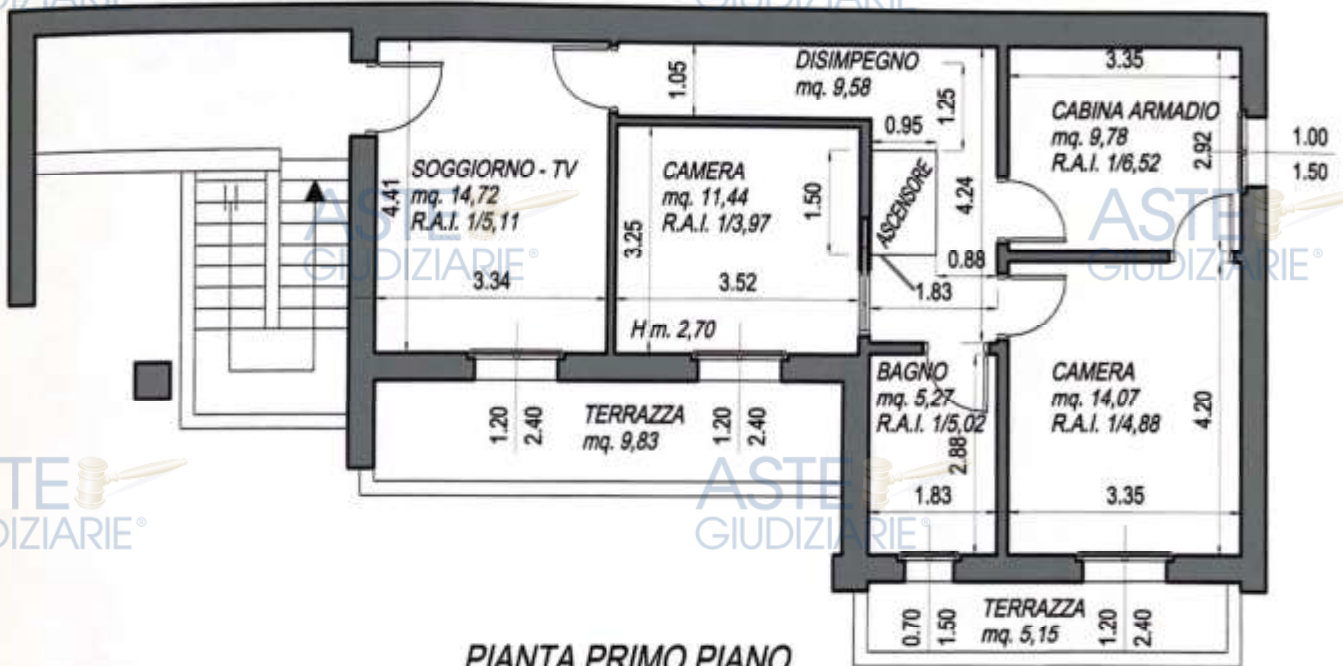 GIUDIZIARIE
GIUDIZIARIE
DISIMPEGNO
mq. 9,58
1.05
1.25
0.95
3.35
CABINA ARMADIO
mq. 9,78
R.A.I. 1/6,52
2.92
1.00
1.50
SOGGIORNO - TV
mq. 14,72
R.A.I. 1/5,11
4.41
3.34
CAMERA
mq. 11,44
R.A.I. 1/3,97
3.25
1.50
3.52
H m. 2,70
ASCENSORE
4.24
0.88
1.83
ASTE
GIUDIZIARIE®
ASTE
GIUDIZIARIE®
BAGNO
mq. 5,27
R.A.I. 1/5,02
2.88
1.83
CAMERA
mq. 14,07
R.A.I. 1/4,88
4.20
3.35
TERRAZZA
mq. 9,83
1.20
2.40
1.20
2.40
TE
DIZIARIE®
ASTE
GIUDIZIARIE®
TERRAZZA
mq. 5,15
0.70
1.50
1.20
2.40
PIANTA PRIMO PIANO